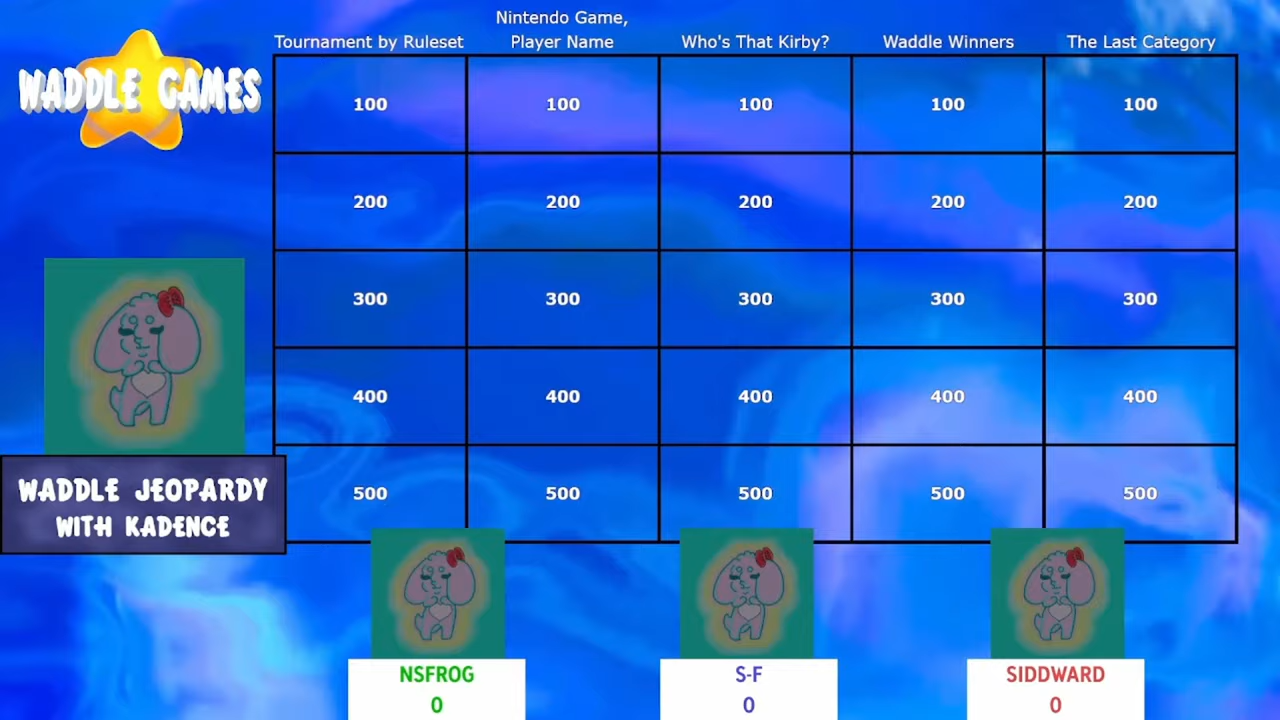 Nintendo Game,
Tournament by Ruleset Player Name Who's That Kirby? Waddle Winners The Last Category
WADDLE GAMES
100 100 100 100 100
200 200 200 200 200
300 300 300 300 300
400 400 400 400 400
500 500 500 500 500
WADDLE JEOPARDY
WITH KADENCE
NSFROG S-F SIDDWARD
0 0 0